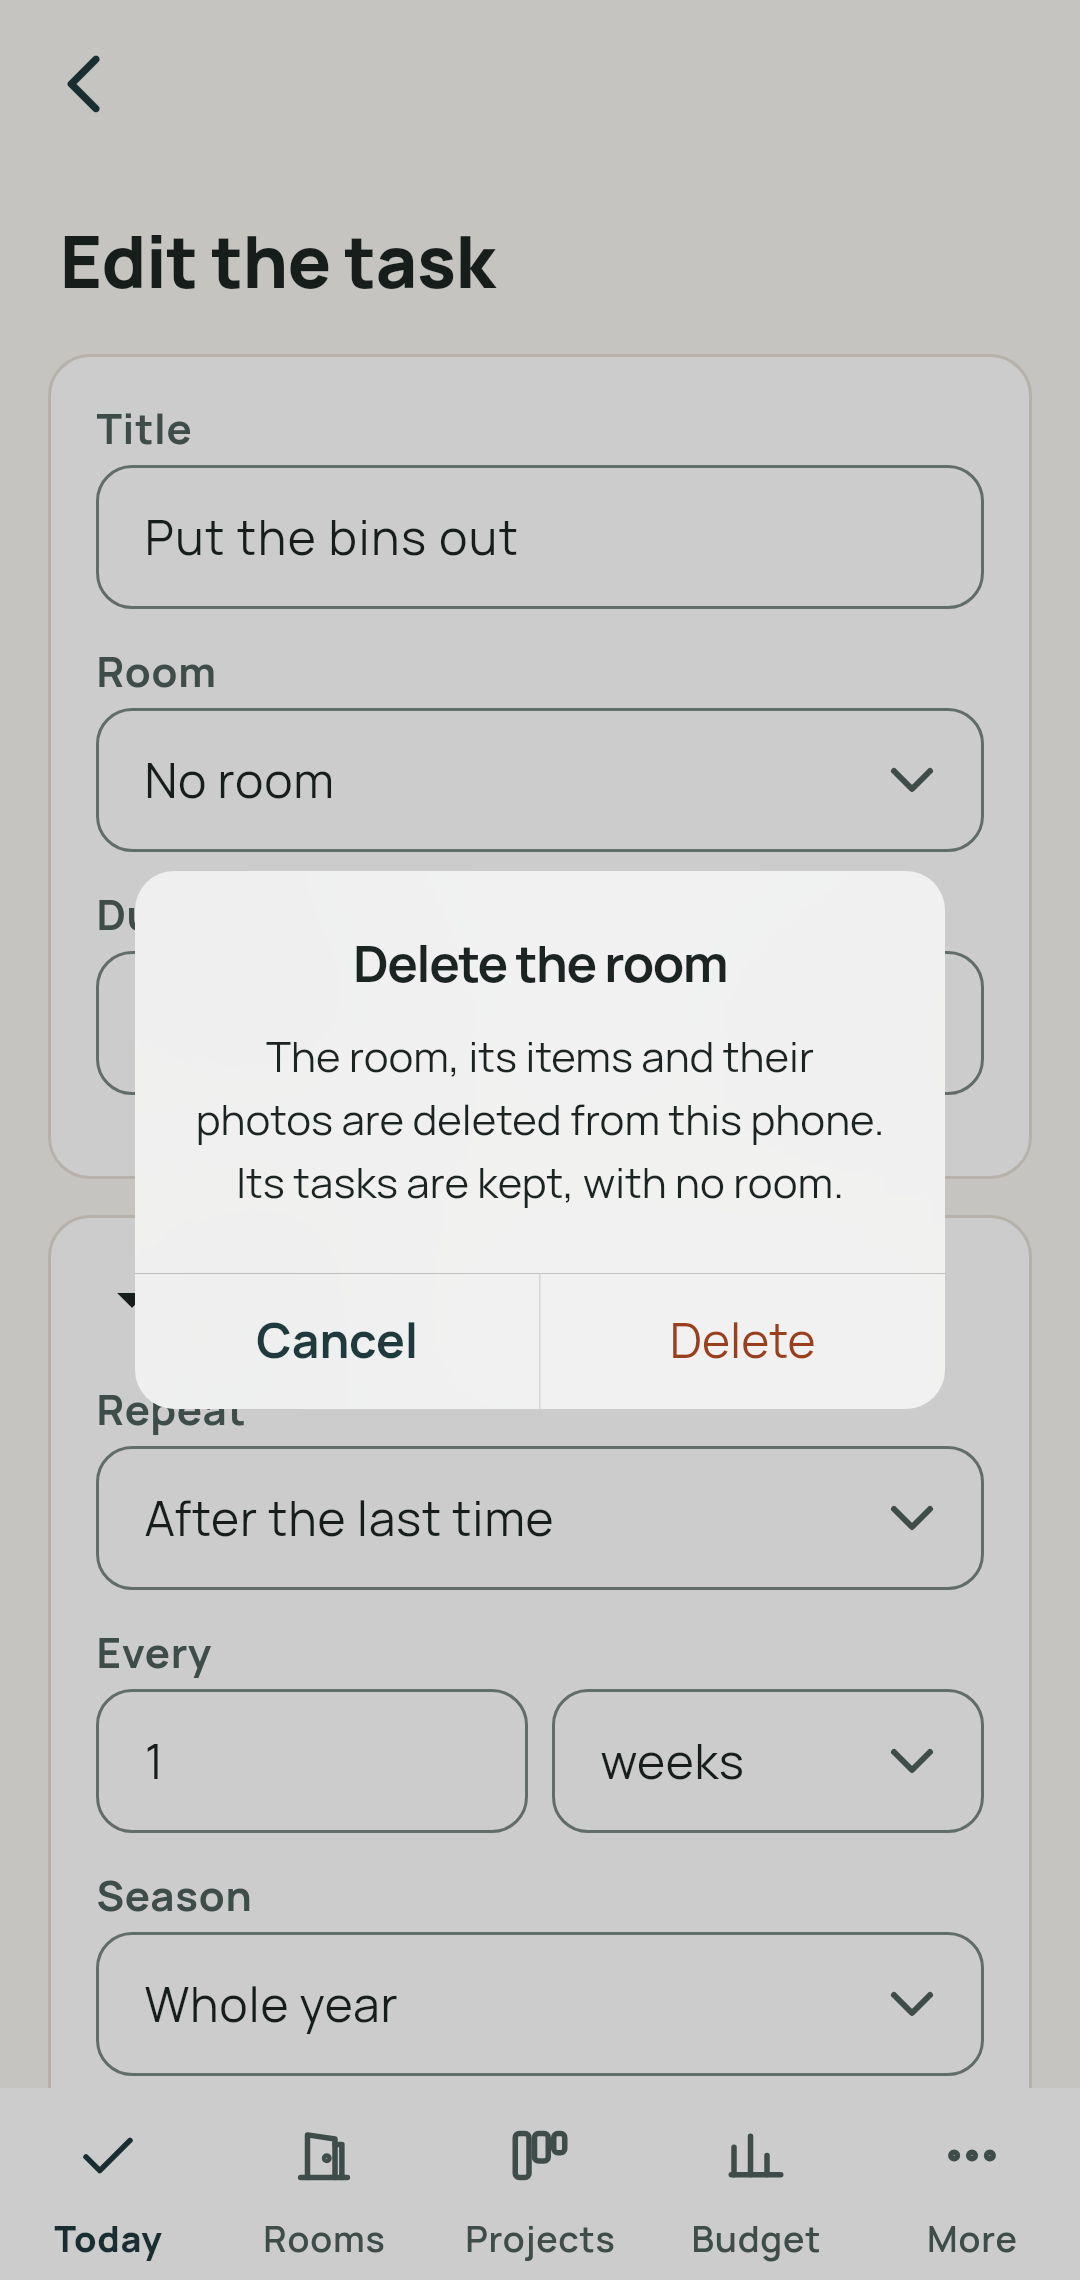 Edit the task
Title
Put the bins out
Room
No room
Delete the room
The room, its items and their
photos are deleted from this phone.
Its tasks are kept, with no room.
Cancel
Delete
Repeat
After the last time
Every
1
weeks
Season
Whole year
Today
Rooms
Projects
Budget
More